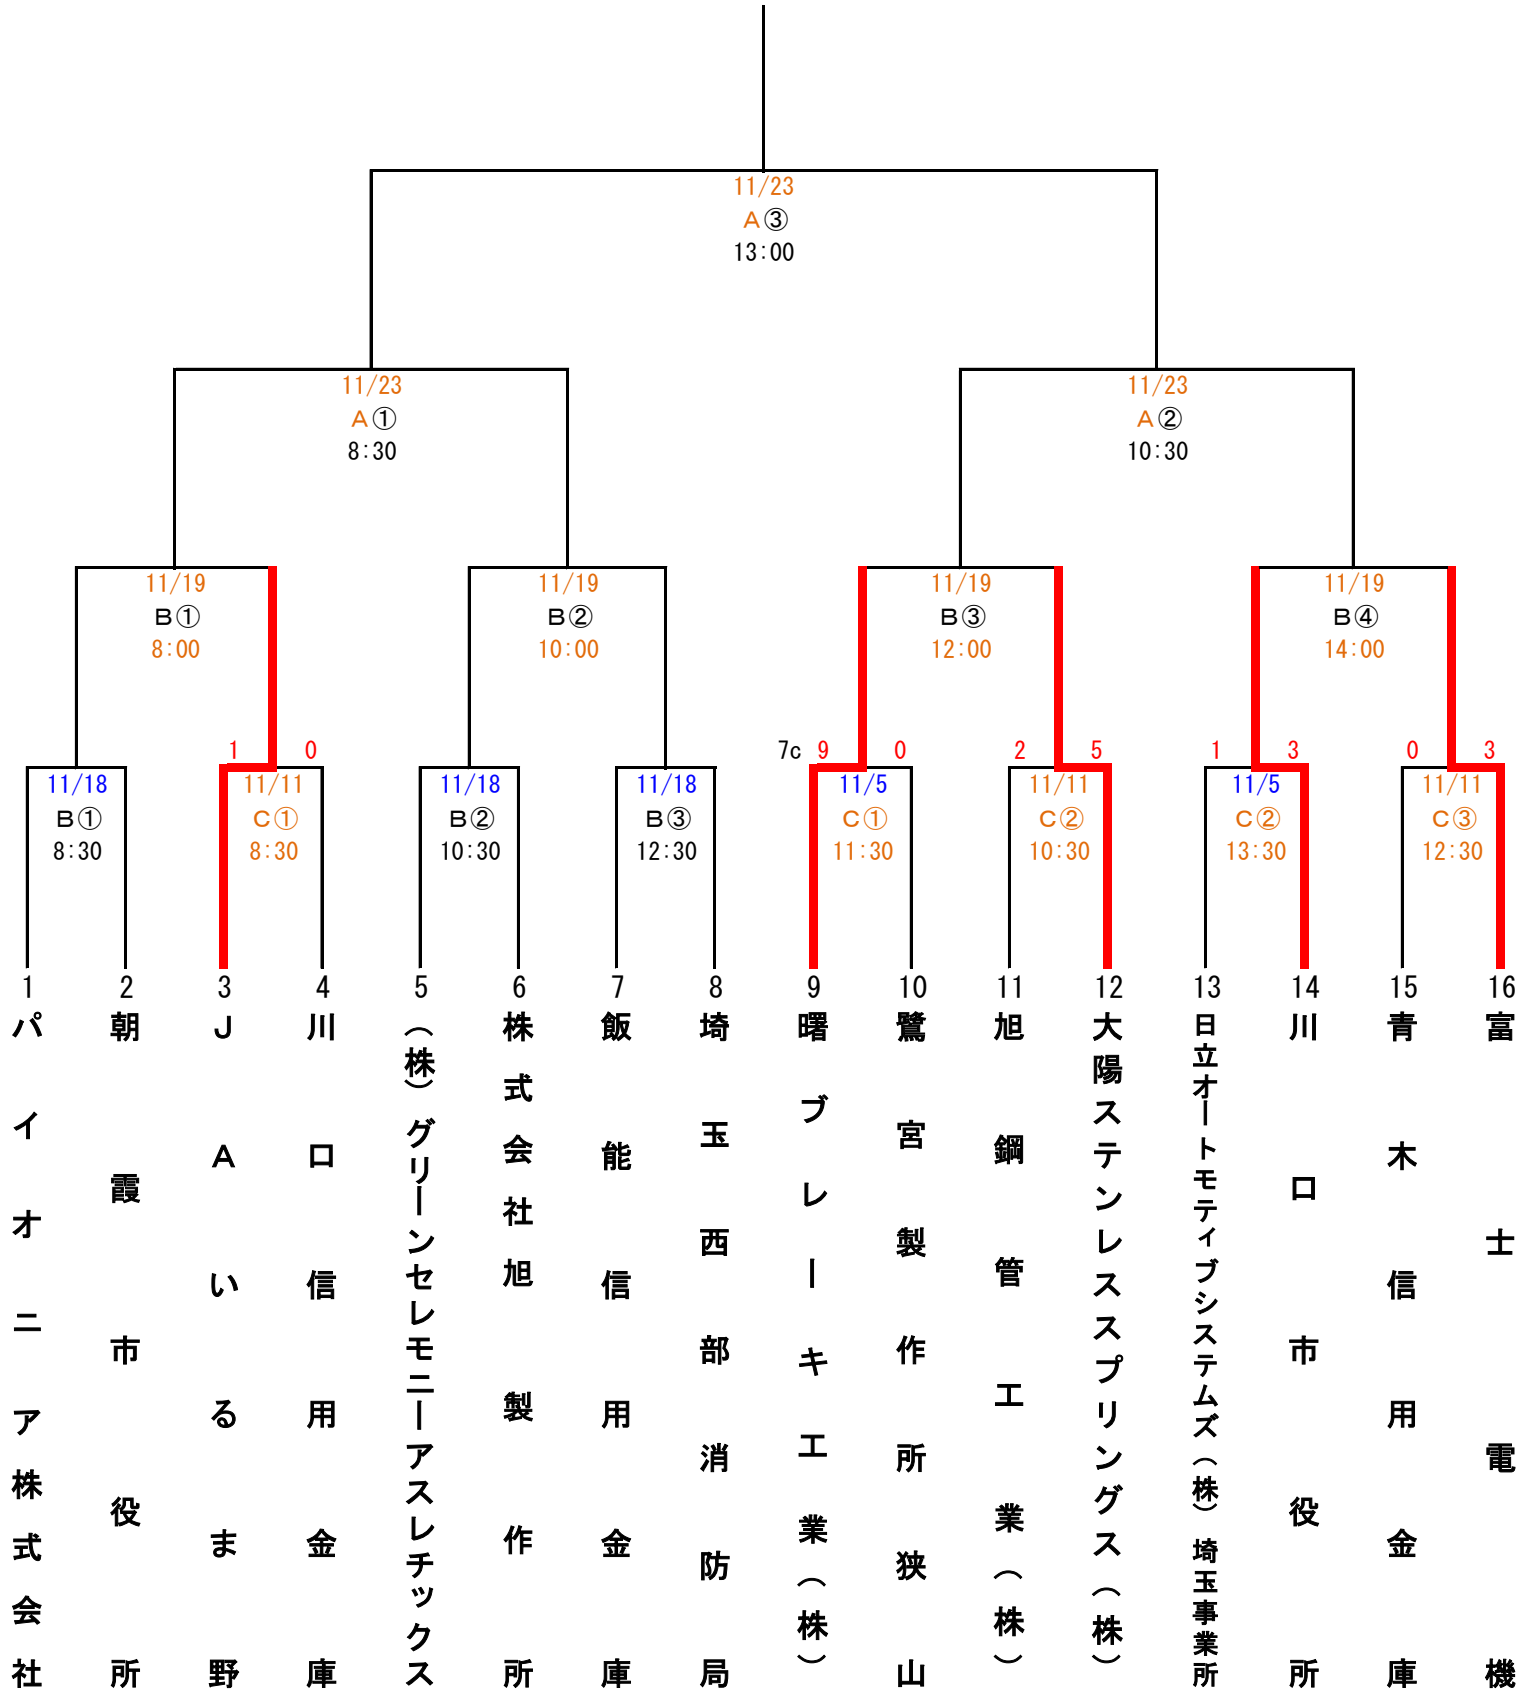 11/23
A③
13:00
11/23
A①
8:30
11/23
A②
10:30
11/19
B①
8:00
11/19
B②
10:00
11/19
B③
12:00
11/19
B④
14:00
1 0
7c 9 0
2 5
1 3
0 3
11/18
B①
8:30
11/11
C①
8:30
11/18
B②
10:30
11/18
B③
12:30
11/5
C①
11:30
11/11
C②
10:30
11/5
C②
13:30
11/11
C③
12:30
1
パイオニア株式会社
2
朝霞市役所
3
JAいるま野
4
川口信用金庫
5
(株)グリーンセレモニーアスレチックス
6
株式会社旭製作所
7
飯能信用金庫
8
埼玉西部消防局
9
曙ブレーキ工業(株)
10
鷺宮製作所狭山
11
旭鋼管工業(株)
12
大陽ステンレススプリングス(株)
13
日立オートモティブシステムズ(株)埼玉事業所
14
川口市役所
15
青木信用金庫
16
富士電機